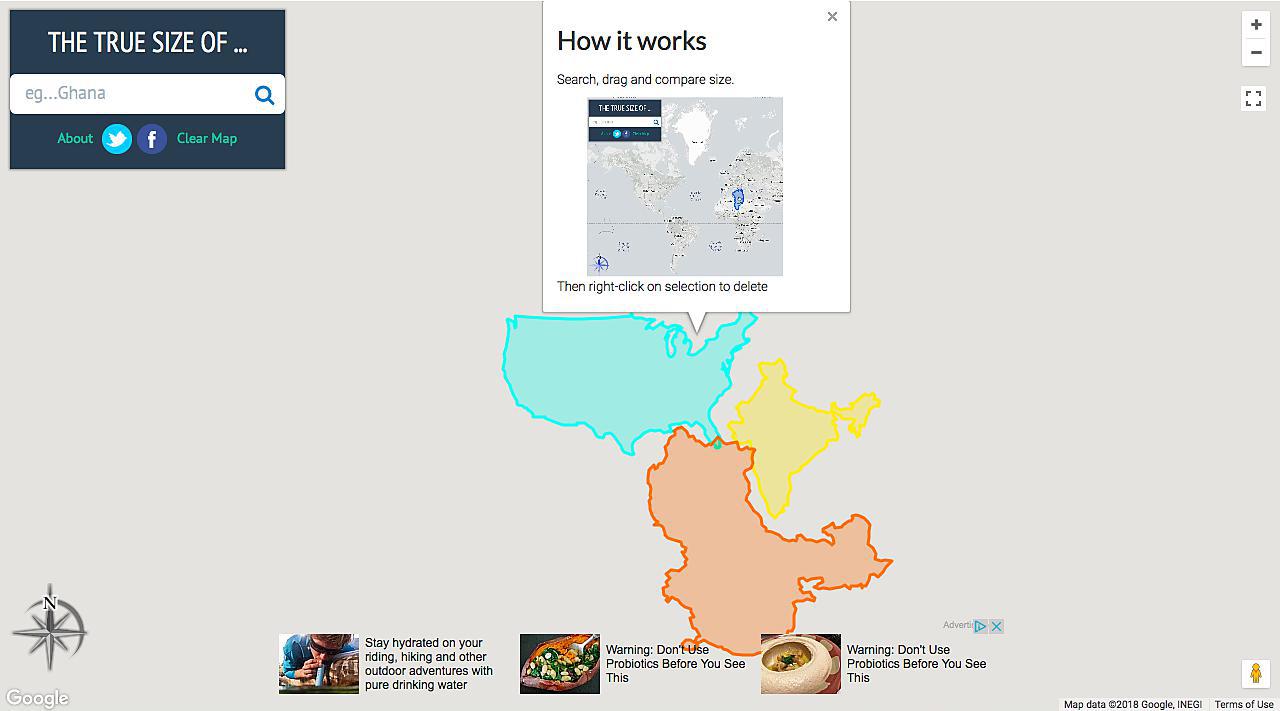 THE TRUE SIZE OF ...
eg...Ghana
About
f
Clear Map
How it works
Search, drag and compare size.
THE TRUE SIZE OF ...
Then right-click on selection to delete
N
Stay hydrated on your
riding, hiking and other
outdoor adventures with
pure drinking water
Warning: Don't Use
Probiotics Before You See
This
Warning: Don't Use
Probiotics Before You See
This
Adverti
Google
Map data ©2018 Google, INEGI
Terms of Use